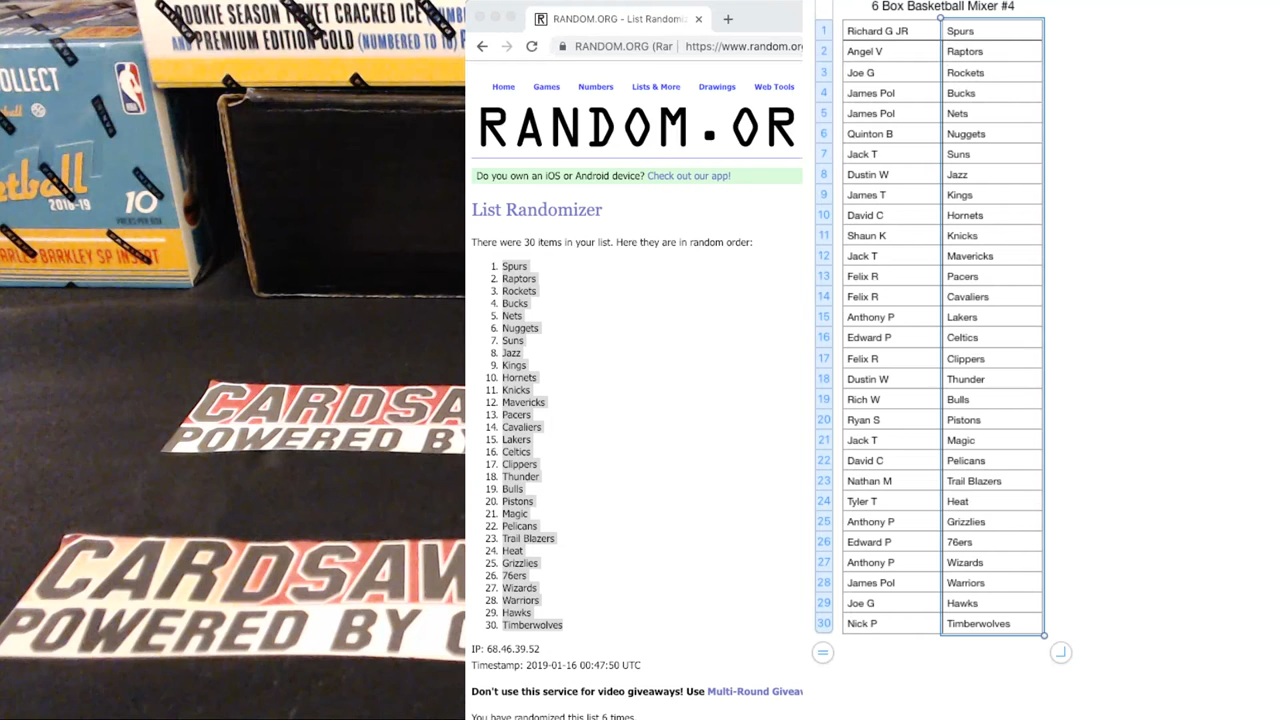 ROOKIE SEASON TICKET CRACKED ICE (NUMB
AND PREMIUM EDITION GOLD (NUMBERED TO 10)
OLLECT
etball
2018-19
10
PACKS PER BOX
ARLES BARKLEY SP INSERT
CARDSA
POWERED BY
CARDSAW
POWERED BY C
RANDOM.ORG - List Randomi
RANDOM.ORG (Rar
https://www.random.or
Home
Games
Numbers
Lists & More
Drawings
Web Tools
RANDOM.OR
Do you own an iOS or Android device? Check out our app!
List Randomizer
There were 30 items in your list. Here they are in random order:
1. Spurs
2. Raptors
3. Rockets
4. Bucks
5. Nets
6. Nuggets
7. Suns
8. Jazz
9. Kings
10. Hornets
11. Knicks
12. Mavericks
13. Pacers
14. Cavaliers
15. Lakers
16. Celtics
17. Clippers
18. Thunder
19. Bulls
20. Pistons
21. Magic
22. Pelicans
23. Trail Blazers
24. Heat
25. Grizzlies
26. 76ers
27. Wizards
28. Warriors
29. Hawks
30. Timberwolves
IP: 68.46.39.52
Timestamp: 2019-01-16 00:47:50 UTC
Don't use this service for video giveaways! Use Multi-Round Giveav
You have randomized this list 6 times.
6 Box Basketball Mixer #4
1 Richard G JR Spurs
2 Angel V Raptors
3 Joe G Rockets
4 James Pol Bucks
5 James Pol Nets
6 Quinton B Nuggets
7 Jack T Suns
8 Dustin W Jazz
9 James T Kings
10 David C Hornets
11 Shaun K Knicks
12 Jack T Mavericks
13 Felix R Pacers
14 Felix R Cavaliers
15 Anthony P Lakers
16 Edward P Celtics
17 Felix R Clippers
18 Dustin W Thunder
19 Rich W Bulls
20 Ryan S Pistons
21 Jack T Magic
22 David C Pelicans
23 Nathan M Trail Blazers
24 Tyler T Heat
25 Anthony P Grizzlies
26 Edward P 76ers
27 Anthony P Wizards
28 James Pol Warriors
29 Joe G Hawks
30 Nick P Timberwolves